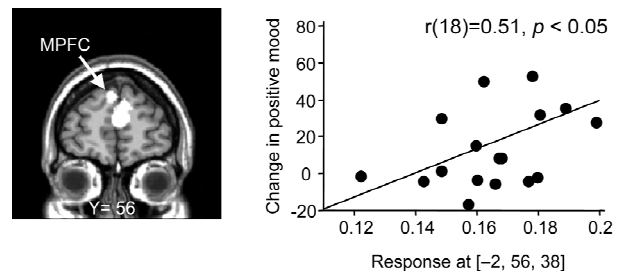 MPFC
Y= 56
r(18)=0.51, p < 0.05
Change in positive mood
80
60
40
20
0
-20
0.12
0.14
0.16
0.18
0.2
Response at [–2, 56, 38]